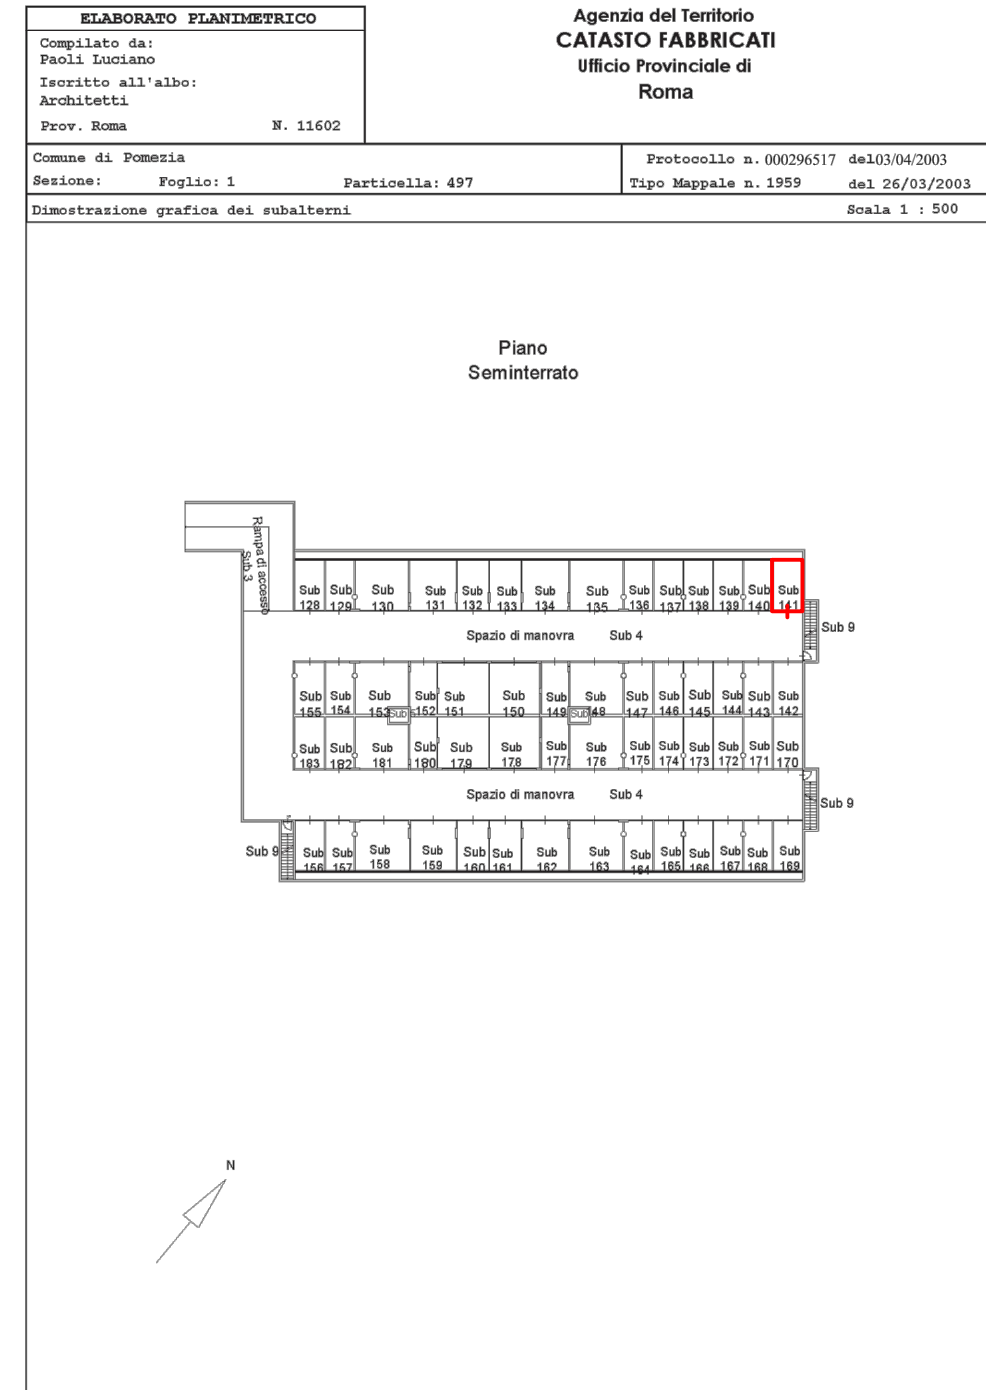 ELABORATO PLANIMETRICO
Compilato da:
Paoli Luciano
Iscritto all'albo:
Architetti
Prov. Roma N. 11602
Agenzia del Territorio
CATASTO FABBRICATI
Ufficio Provinciale di
Roma
Comune di Pomezia
Sezione: Foglio: 1 Particella: 497
Protocollo n. 000296517 del 03/04/2003
Tipo Mappale n. 1959 del 26/03/2003
Dimostrazione grafica dei subalterni Scala 1 : 500
Piano
Seminterrato
Rampa di accesso
Sub 3
Sub 128 Sub 129 Sub 130 Sub 131 Sub 132 Sub 133 Sub 134 Sub 135 Sub 136 Sub 137 Sub 138 Sub 139 Sub 140 Sub 141
Spazio di manovra Sub 4
Sub 9
Sub 155 Sub 154 Sub 153 Sub 152 Sub 151 Sub 150 Sub 149 Sub 148 Sub 147 Sub 146 Sub 145 Sub 144 Sub 143 Sub 142
Sub Sub
Sub 183 Sub 182 Sub 181 Sub 180 Sub 179 Sub 178 Sub 177 Sub 176 Sub 175 Sub 174 Sub 173 Sub 172 Sub 171 Sub 170
Spazio di manovra Sub 4
Sub 9
Sub 9
Sub 156 Sub 157 Sub 158 Sub 159 Sub 160 Sub 161 Sub 162 Sub 163 Sub 164 Sub 165 Sub 166 Sub 167 Sub 168 Sub 169
N